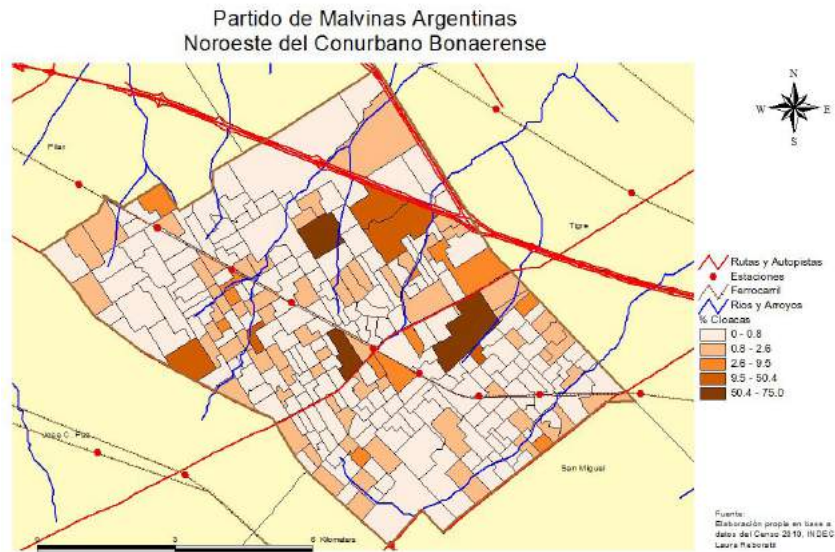 Partido de Malvinas Argentinas
Noroeste del Conurbano Bonaerense
N
W E
S
Pilar
Tigre
Jose C. Paz
San Miguel
Rutas y Autopistas
Estaciones
Ferrocarril
Rios y Arroyos
% Cloacas
0 - 0.8
0.8 - 2.6
2.6 - 9.5
9.5 - 50.4
50.4 - 75.0
0 3 6 Kilometers
Fuente:
Elaboración propia en base a
datos del Censo 2010, INDEC
Laura Reboratti